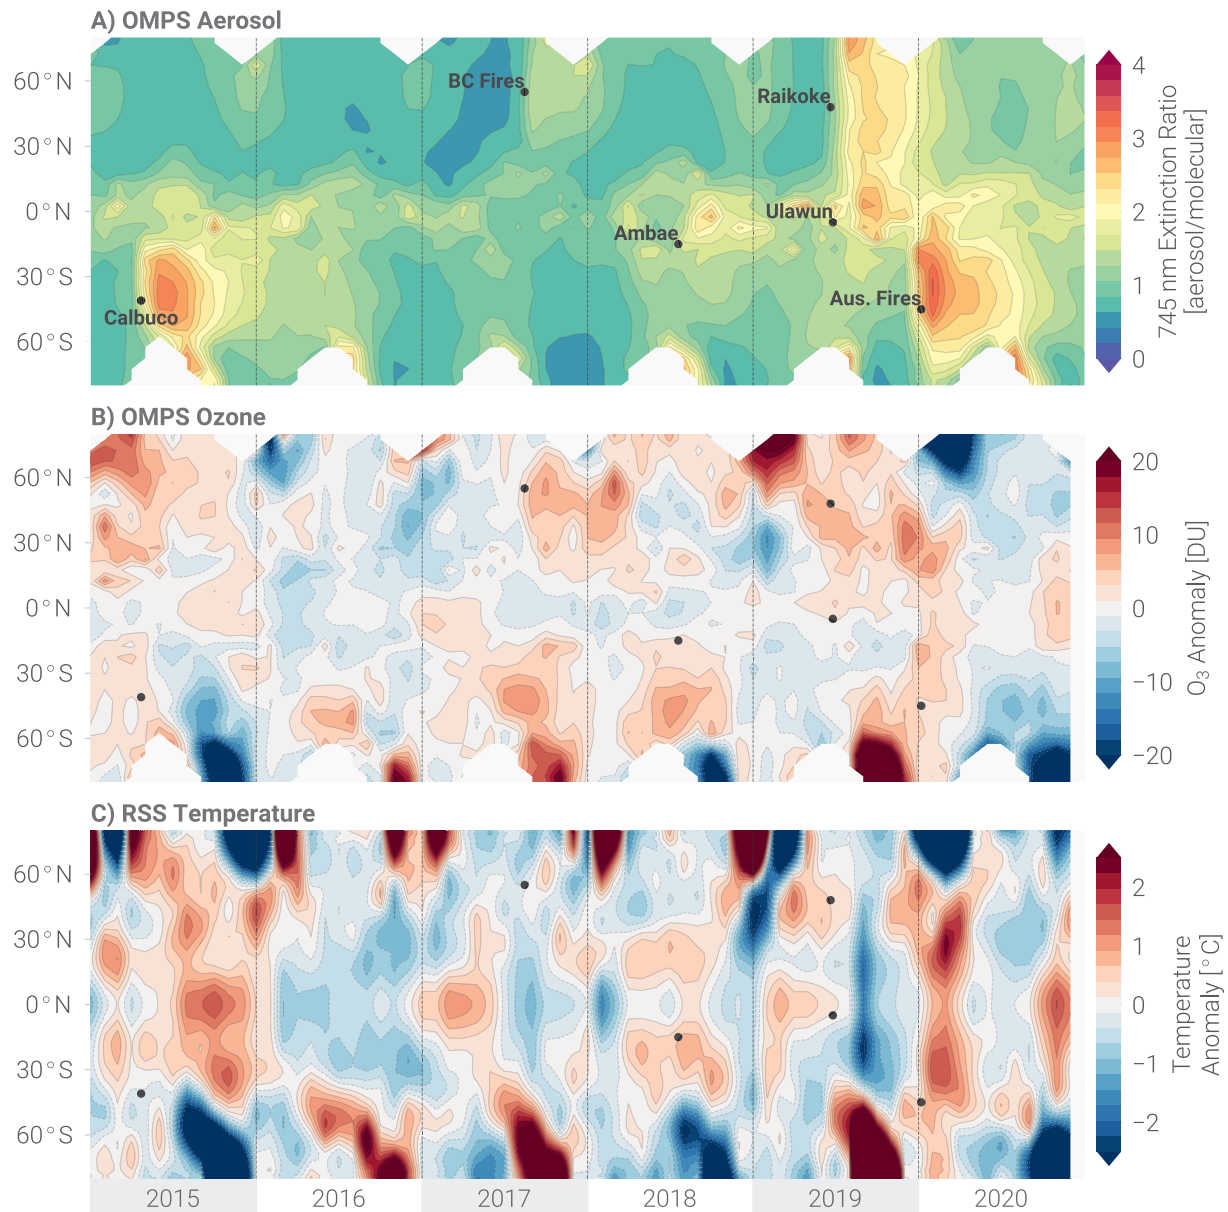 A) OMPS Aerosol
60°N
30°N
0°N
30°S
60°S
BC Fires
Raikoke
Ulawun
Ambae
Aus. Fires
Calbuco
4
3
2
1
0
745 nm Extinction Ratio
[aerosol/molecular]
B) OMPS Ozone
60°N
30°N
0°N
30°S
60°S
20
10
0
−10
−20
O₃ Anomaly [DU]
C) RSS Temperature
60°N
30°N
0°N
30°S
60°S
2
1
0
−1
−2
Temperature
Anomaly [°C]
2015
2016
2017
2018
2019
2020